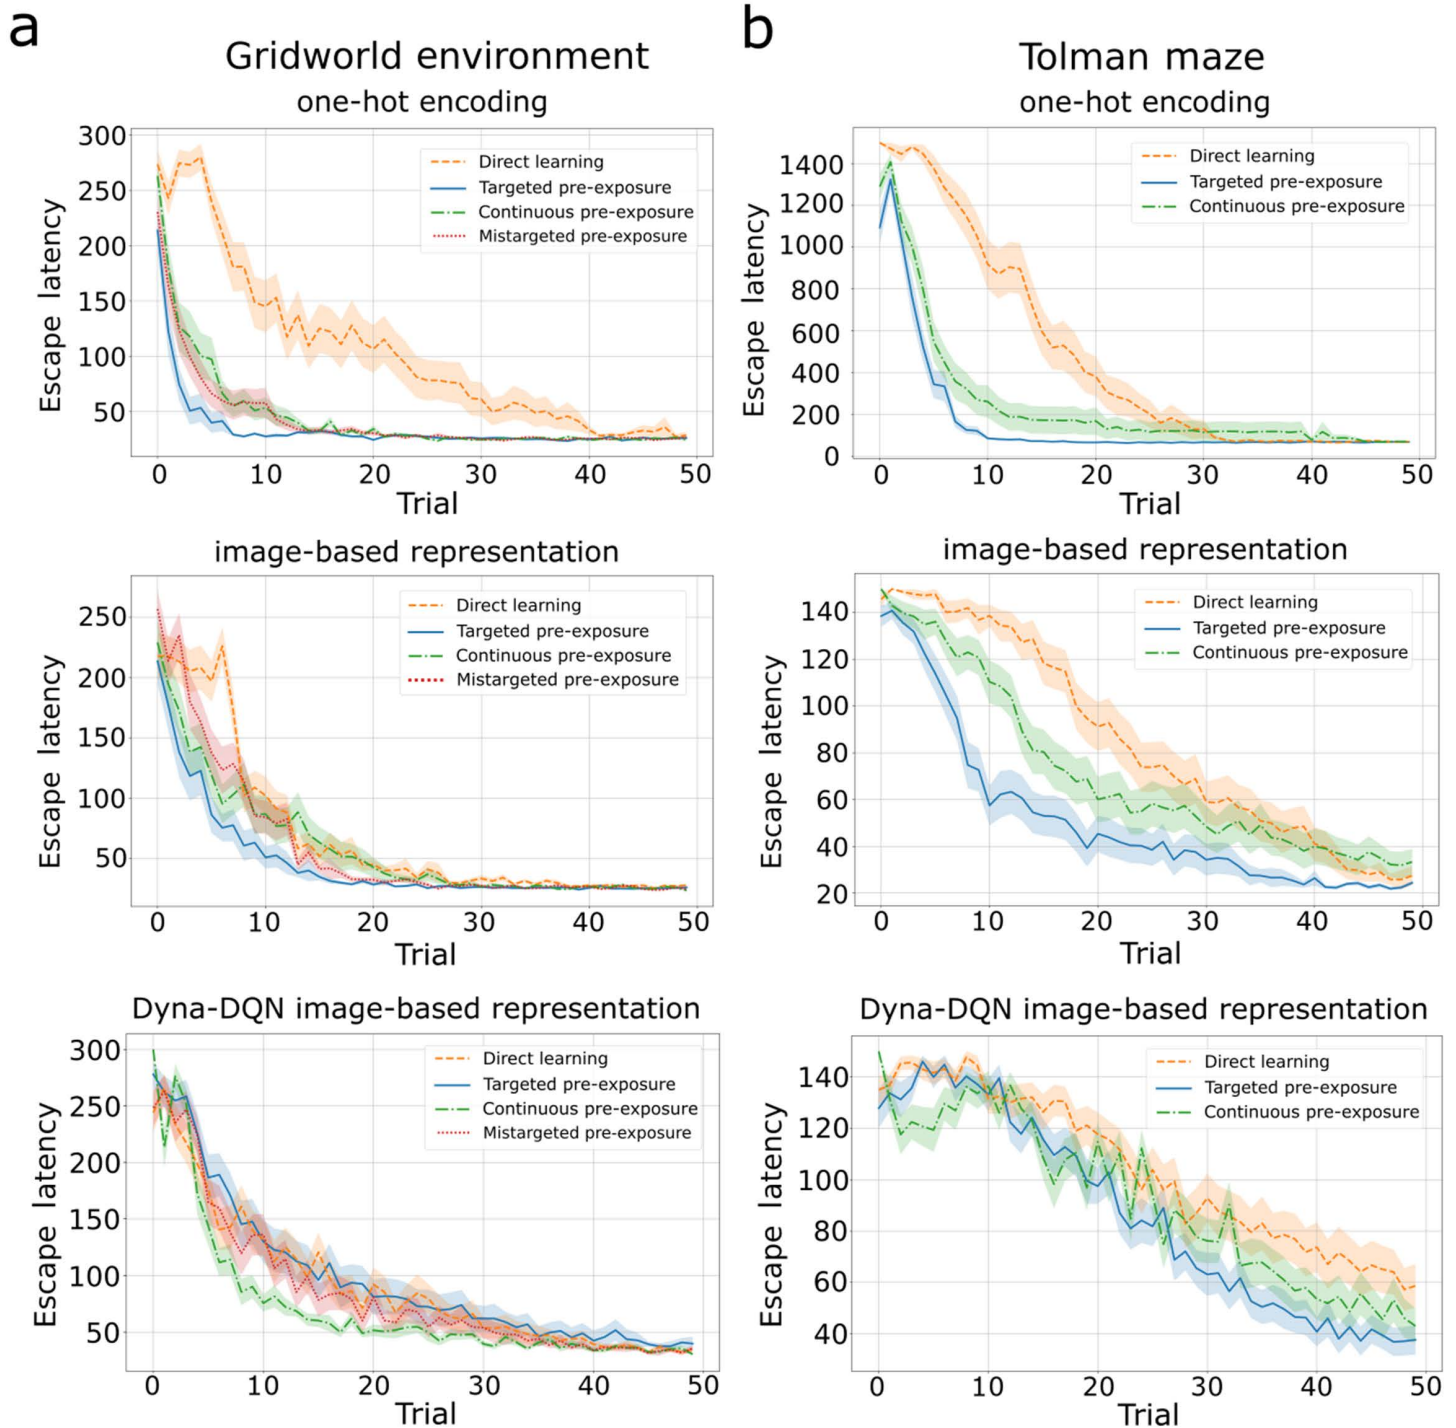 a
Gridworld environment
one-hot encoding
300
250
200
150
100
50
Escape latency
Direct learning
Targeted pre-exposure
Continuous pre-exposure
Mistargeted pre-exposure
0 10 20 30 40 50
Trial
image-based representation
250
200
150
100
50
Escape latency
Direct learning
Targeted pre-exposure
Continuous pre-exposure
Mistargeted pre-exposure
0 10 20 30 40 50
Trial
Dyna-DQN image-based representation
300
250
200
150
100
50
Escape latency
Direct learning
Targeted pre-exposure
Continuous pre-exposure
Mistargeted pre-exposure
0 10 20 30 40 50
Trial
b
Tolman maze
one-hot encoding
1400
1200
1000
800
600
400
200
0
Escape latency
Direct learning
Targeted pre-exposure
Continuous pre-exposure
0 10 20 30 40 50
Trial
image-based representation
140
120
100
80
60
40
20
Escape latency
Direct learning
Targeted pre-exposure
Continuous pre-exposure
0 10 20 30 40 50
Trial
Dyna-DQN image-based representation
140
120
100
80
60
40
Escape latency
Direct learning
Targeted pre-exposure
Continuous pre-exposure
0 10 20 30 40 50
Trial